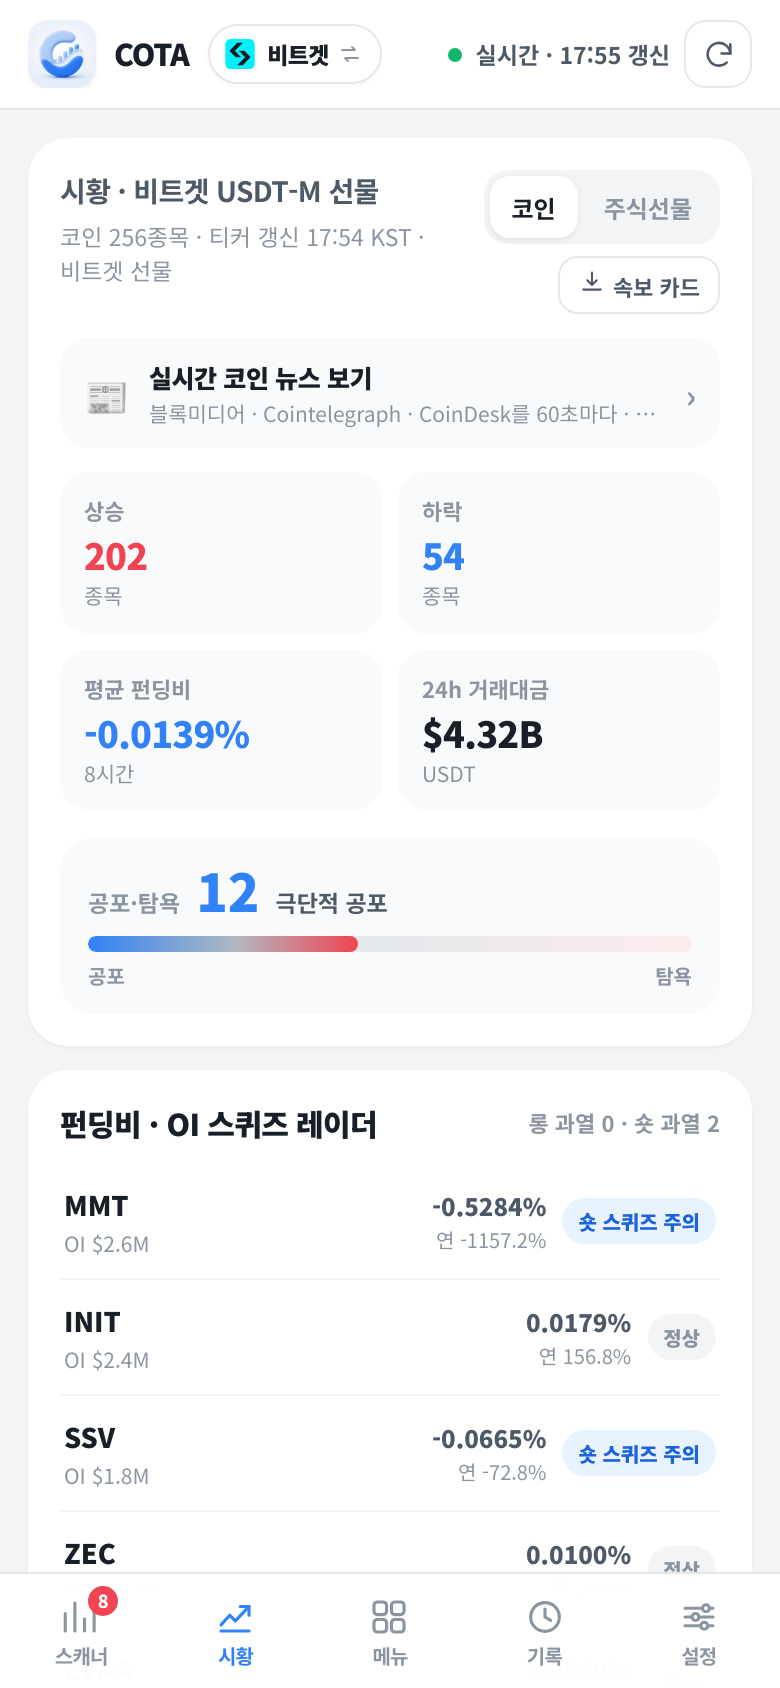 COTA
비트겟
실시간 · 17:55 갱신
시황 · 비트겟 USDT-M 선물
코인 256종목 · 티커 갱신 17:54 KST ·
비트겟 선물
코인
주식선물
속보 카드
실시간 코인 뉴스 보기
블록미디어 · Cointelegraph · CoinDesk를 60초마다 · ···
상승
202
종목
하락
54
종목
평균 펀딩비
-0.0139%
8시간
24h 거래대금
$4.32B
USDT
공포·탐욕 12 극단적 공포
공포
탐욕
펀딩비 · OI 스퀴즈 레이더
롱 과열 0 · 숏 과열 2
MMT
OI $2.6M
-0.5284%
연 -1157.2%
숏 스퀴즈 주의
INIT
OI $2.4M
0.0179%
연 156.8%
정상
SSV
OI $1.8M
-0.0665%
연 -72.8%
숏 스퀴즈 주의
ZEC
0.0100%
정상
8
스캐너
시황
메뉴
기록
설정